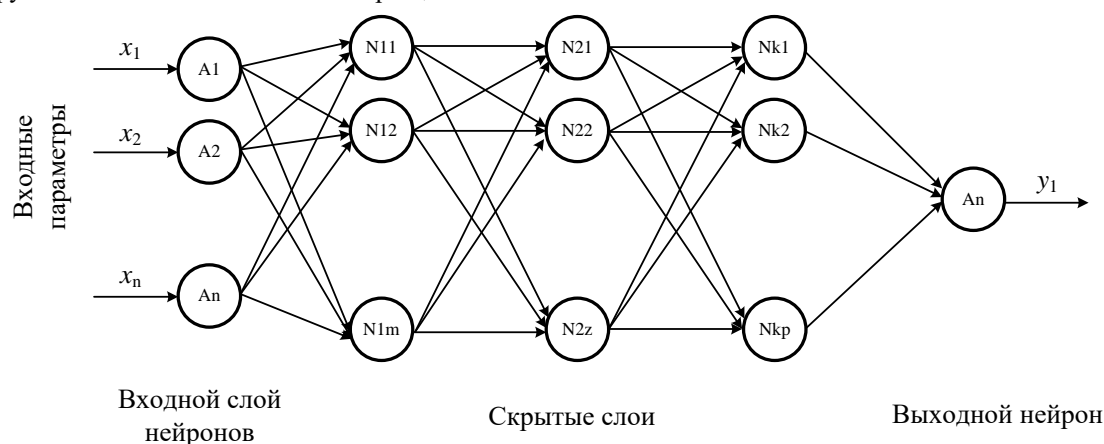 x1
x2
xn
Входные
параметры
A1
A2
An
N11
N12
N1m
N21
N22
N2z
Nk1
Nk2
Nkp
An
y1
Входной слой
нейронов
Скрытые слои
Выходной нейрон